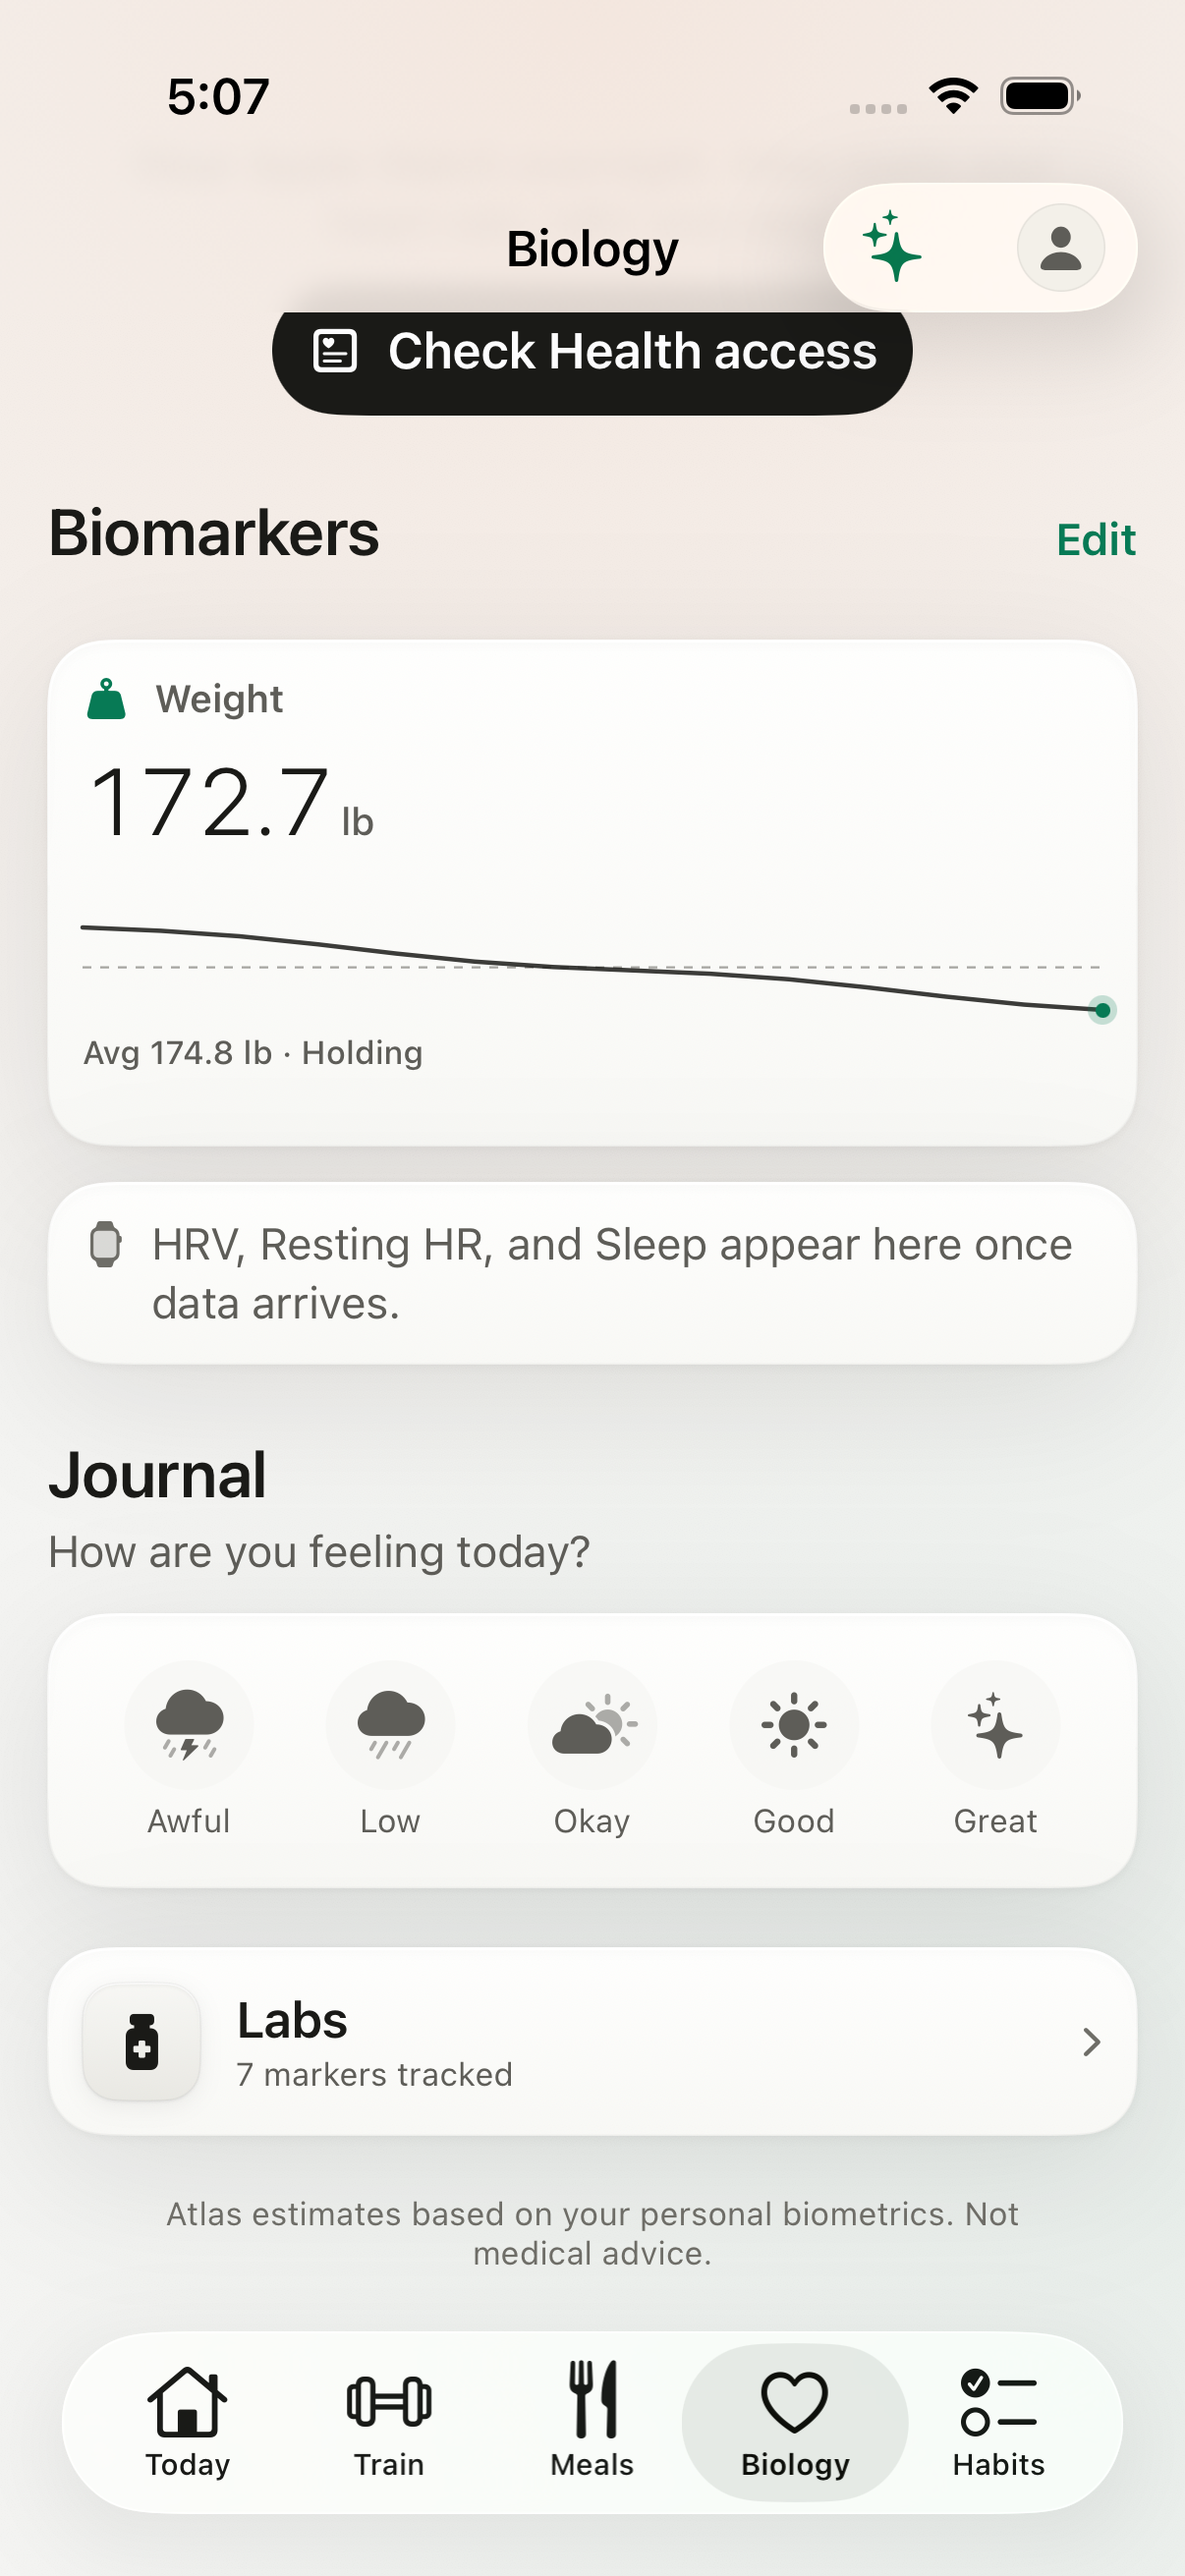 5:07
Biology
Check Health access
Biomarkers
Edit
Weight
172.7 lb
Avg 174.8 lb · Holding
HRV, Resting HR, and Sleep appear here once
data arrives.
Journal
How are you feeling today?
Awful
Low
Okay
Good
Great
Labs
7 markers tracked
Atlas estimates based on your personal biometrics. Not
medical advice.
Today
Train
Meals
Biology
Habits